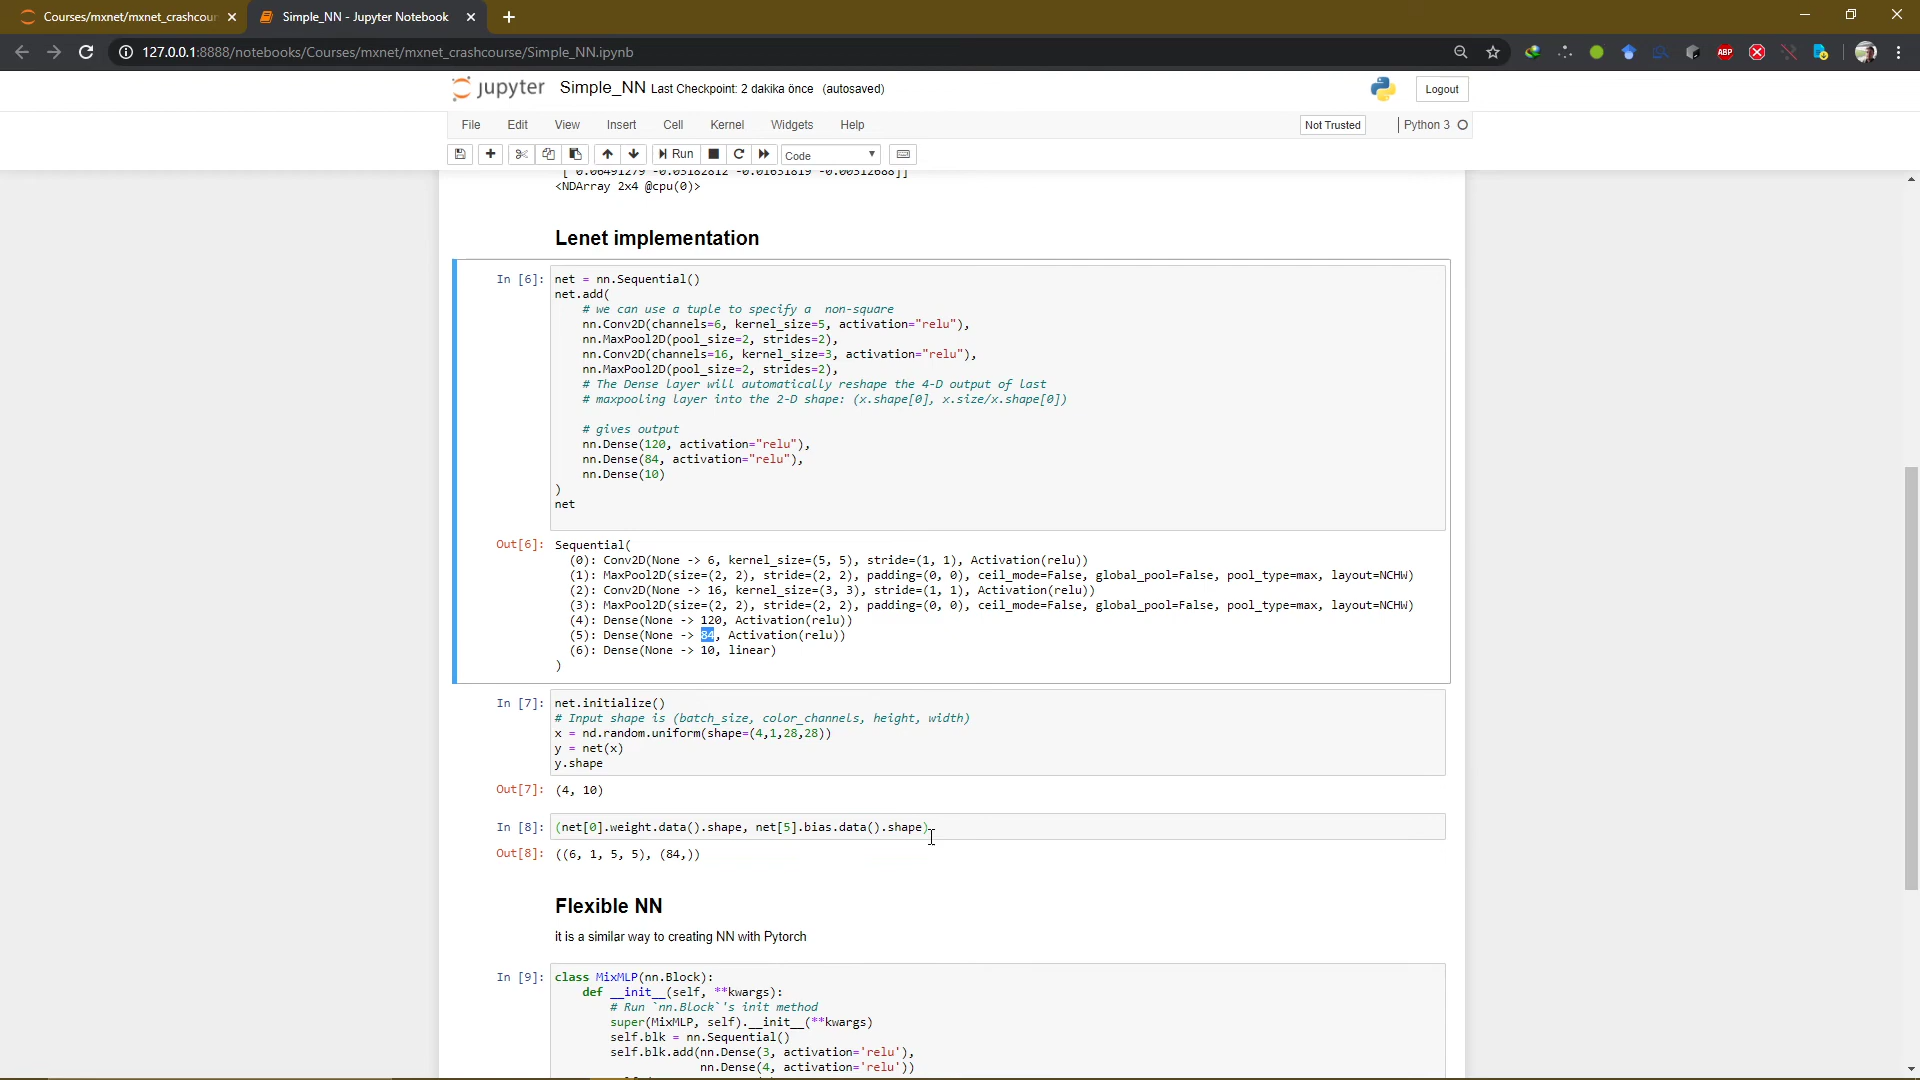 Courses/mxnet/mxnet_crashcour
Simple_NN - Jupyter Notebook
127.0.0.1:8888/notebooks/Courses/mxnet/mxnet_crashcourse/Simple_NN.ipynb
ABP
jupyter Simple_NN Last Checkpoint: 2 dakika önce (autosaved)
Logout
File Edit View Insert Cell Kernel Widgets Help
Not Trusted
Python 3
Run
Code
[ 0.06491279 -0.03182812 -0.01631819 -0.00312688]]
<NDArray 2x4 @cpu(0)>
Lenet implementation
In [6]: net = nn.Sequential()
net.add(
# we can use a tuple to specify a  non-square
nn.Conv2D(channels=6, kernel_size=5, activation="relu"),
nn.MaxPool2D(pool_size=2, strides=2),
nn.Conv2D(channels=16, kernel_size=3, activation="relu"),
nn.MaxPool2D(pool_size=2, strides=2),
# The Dense layer will automatically reshape the 4-D output of last
# maxpooling layer into the 2-D shape: (x.shape[0], x.size/x.shape[0])
# gives output
nn.Dense(120, activation="relu"),
nn.Dense(84, activation="relu"),
nn.Dense(10)
)
net
Out[6]: Sequential(
(0): Conv2D(None -> 6, kernel_size=(5, 5), stride=(1, 1), Activation(relu))
(1): MaxPool2D(size=(2, 2), stride=(2, 2), padding=(0, 0), ceil_mode=False, global_pool=False, pool_type=max, layout=NCHW)
(2): Conv2D(None -> 16, kernel_size=(3, 3), stride=(1, 1), Activation(relu))
(3): MaxPool2D(size=(2, 2), stride=(2, 2), padding=(0, 0), ceil_mode=False, global_pool=False, pool_type=max, layout=NCHW)
(4): Dense(None -> 120, Activation(relu))
(5): Dense(None -> 84, Activation(relu))
(6): Dense(None -> 10, linear)
)
In [7]: net.initialize()
# Input shape is (batch_size, color_channels, height, width)
x = nd.random.uniform(shape=(4,1,28,28))
y = net(x)
y.shape
Out[7]: (4, 10)
In [8]: (net[0].weight.data().shape, net[5].bias.data().shape)
Out[8]: ((6, 1, 5, 5), (84,))
Flexible NN
it is a similar way to creating NN with Pytorch
In [9]: class MixMLP(nn.Block):
def __init__(self, **kwargs):
# Run `nn.Block`'s init method
super(MixMLP, self).__init__(**kwargs)
self.blk = nn.Sequential()
self.blk.add(nn.Dense(3, activation='relu'),
nn.Dense(4, activation='relu'))